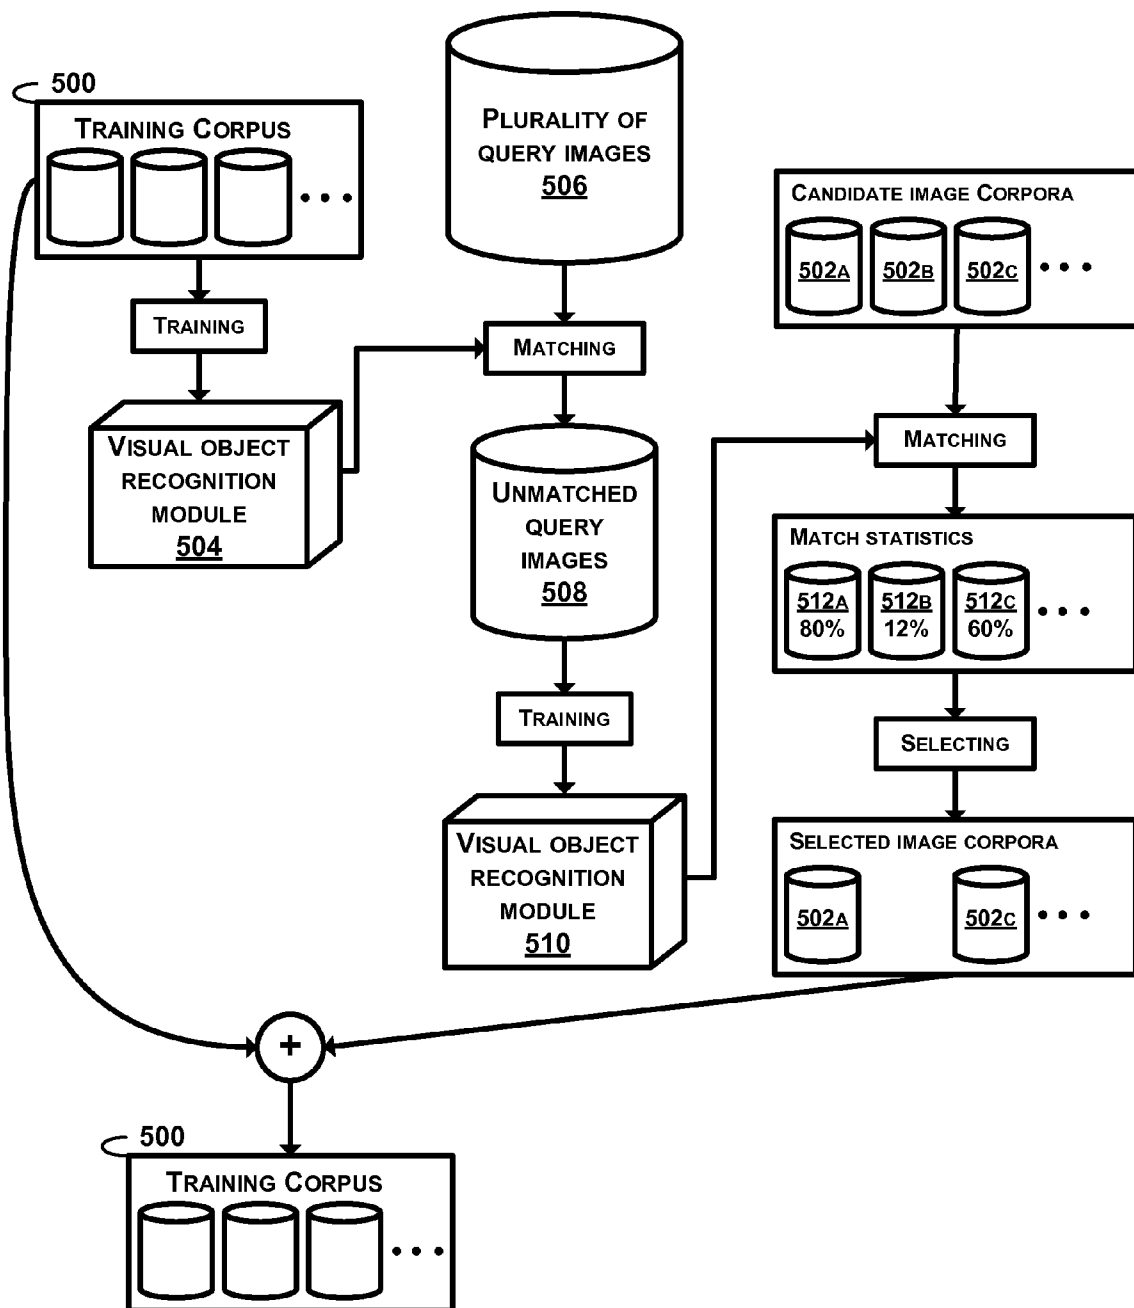 500
TRAINING CORPUS
• • •
TRAINING
VISUAL OBJECT
RECOGNITION
MODULE
504
PLURALITY OF
QUERY IMAGES
506
MATCHING
UNMATCHED
QUERY
IMAGES
508
TRAINING
VISUAL OBJECT
RECOGNITION
MODULE
510
CANDIDATE IMAGE CORPORA
502A 502B 502C • • •
MATCHING
MATCH STATISTICS
512A 512B 512C • • •
80% 12% 60%
SELECTING
SELECTED IMAGE CORPORA
502A 502C • • •
+
500
TRAINING CORPUS
• • •